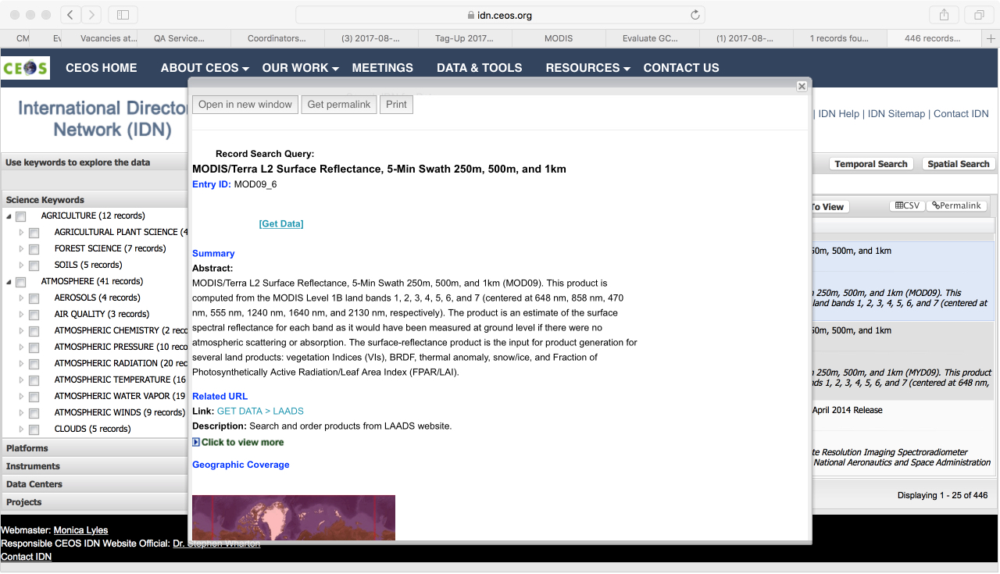 idn.ceos.org
CM
Ev
Vacancies at...
QA Service...
Coordinators...
(3) 2017-08-...
Tag-Up 2017...
MODIS
Evaluate GC...
(1) 2017-08-...
1 records fou...
446 records...
CEOS
CEOS HOME
ABOUT CEOS
OUR WORK
MEETINGS
DATA & TOOLS
RESOURCES
CONTACT US
International Directo
Network (IDN)
| IDN Help | IDN Sitemap | Contact IDN
Use keywords to explore the data
Temporal Search
Spatial Search
Science Keywords
AGRICULTURE (12 records)
AGRICULTURAL PLANT SCIENCE (4
FOREST SCIENCE (7 records)
SOILS (5 records)
ATMOSPHERE (41 records)
AEROSOLS (4 records)
AIR QUALITY (3 records)
ATMOSPHERIC CHEMISTRY (2 reco
ATMOSPHERIC PRESSURE (10 reco
ATMOSPHERIC RADIATION (20 rec
ATMOSPHERIC TEMPERATURE (16
ATMOSPHERIC WATER VAPOR (19
ATMOSPHERIC WINDS (9 records)
CLOUDS (5 records)
Platforms
Instruments
Data Centers
Projects
Open in new window
Get permalink
Print
Record Search Query:
MODIS/Terra L2 Surface Reflectance, 5-Min Swath 250m, 500m, and 1km
Entry ID: MOD09_6
[Get Data]
Summary
Abstract:
MODIS/Terra L2 Surface Reflectance, 5-Min Swath 250m, 500m, and 1km (MOD09). This product is
computed from the MODIS Level 1B land bands 1, 2, 3, 4, 5, 6, and 7 (centered at 648 nm, 858 nm, 470
nm, 555 nm, 1240 nm, 1640 nm, and 2130 nm, respectively). The product is an estimate of the surface
spectral reflectance for each band as it would have been measured at ground level if there were no
atmospheric scattering or absorption. The surface-reflectance product is the input for product generation for
several land products: vegetation Indices (VIs), BRDF, thermal anomaly, snow/ice, and Fraction of
Photosynthetically Active Radiation/Leaf Area Index (FPAR/LAI).
Related URL
Link: GET DATA > LAADS
Description: Search and order products from LAADS website.
Click to view more
Geographic Coverage
To View
CSV
Permalink
50m, 500m, and 1km
250m, 500m, and 1km (MOD09). This
land bands 1, 2, 3, 4, 5, 6, and 7 (centered at
50m, 500m, and 1km
250m, 500m, and 1km (MYD09). This product
ds 1, 2, 3, 4, 5, 6, and 7 (centered at 648 nm,
April 2014 Release
te Resolution Imaging Spectroradiometer
National Aeronautics and Space Administration
Displaying 1 - 25 of 446
Webmaster: Monica Lyles
Responsible CEOS IDN Website Official: Dr. Stephen Wharton
Contact IDN